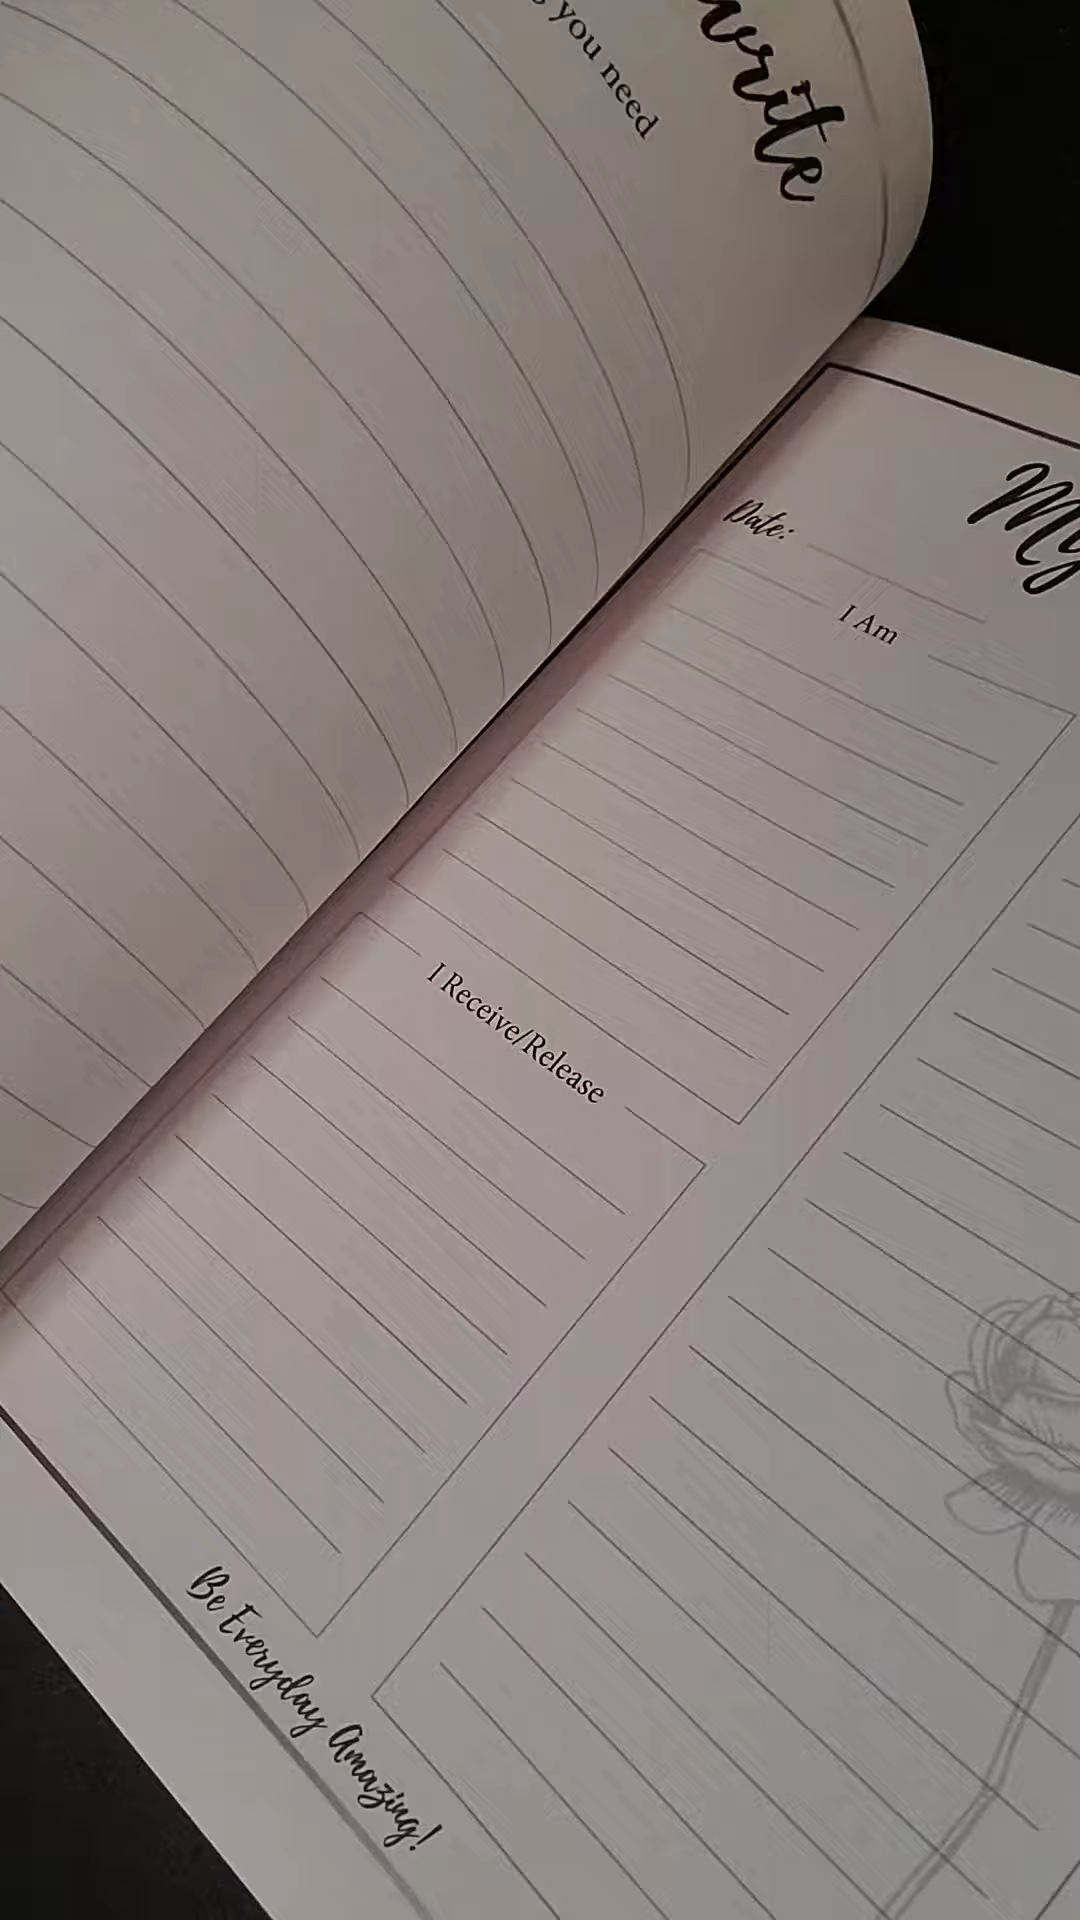 write
you need
My
Date:
I Am
I Receive/Release
Be Everyday Amazing!